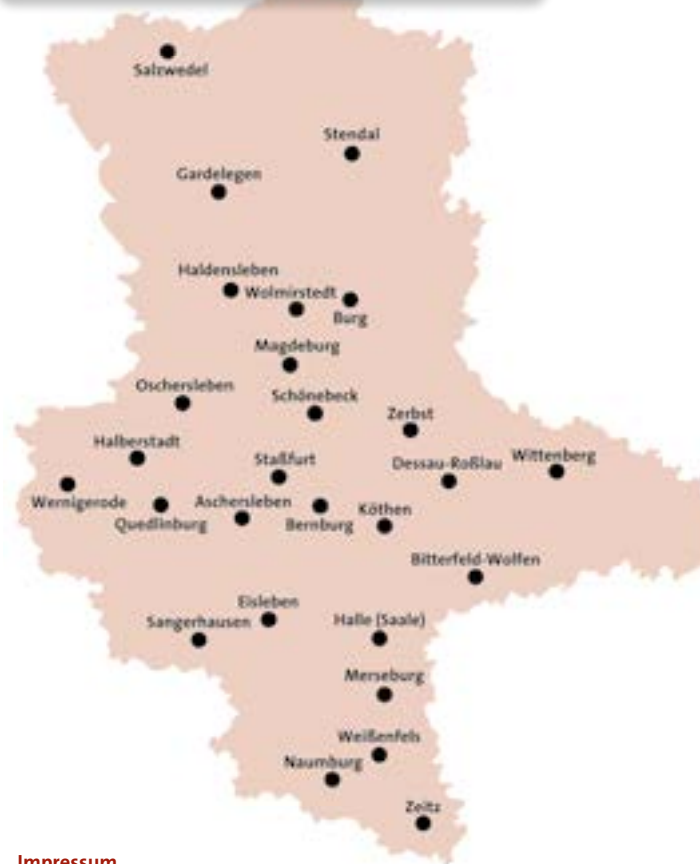 Salzwedel
Stendal
Gardelegen
Haldensleben
Wolmirstedt
Burg
Magdeburg
Oschersleben
Schönebeck
Zerbst
Halberstadt
Staßfurt
Dessau-Roßlau
Wittenberg
Wernigerode
Quedlinburg
Aschersleben
Bernburg
Köthen
Bitterfeld-Wolfen
Eisleben
Sangerhausen
Halle (Saale)
Merseburg
Weißenfels
Naumburg
Zeitz
Impressum